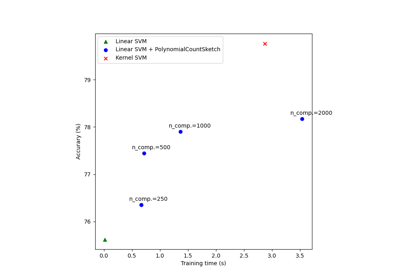 Linear SVM
Linear SVM + PolynomialCountSketch
Kernel SVM
79
78
77
76
Accurary (%)
n_comp.=2000
n_comp.=1000
n_comp.=500
n_comp.=250
0.0 0.5 1.0 1.5 2.0 2.5 3.0 3.5
Training time (s)